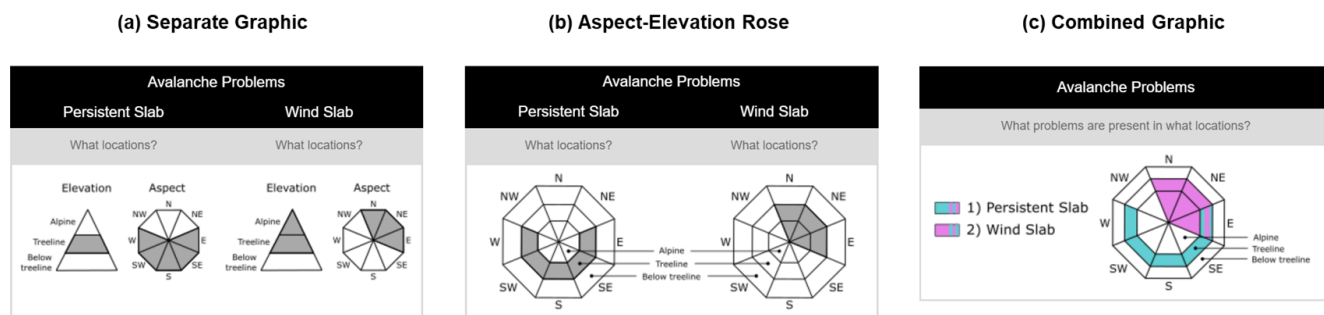 (a) Separate Graphic
Avalanche Problems
Persistent Slab Wind Slab
What locations? What locations?
Elevation Aspect Elevation Aspect
N
NW NE
Alpine
Treeline
W E
Below
treeline
SW SE
S
N
NW NE
Alpine
Treeline
W E
Below
treeline
SW SE
S
(b) Aspect-Elevation Rose
Avalanche Problems
Persistent Slab Wind Slab
What locations? What locations?
N
NW NE
W E
SW SE
S
Alpine
Treeline
Below treeline
N
NW NE
W E
SW SE
S
(c) Combined Graphic
Avalanche Problems
What problems are present in what locations?
1) Persistent Slab
2) Wind Slab
N
NW NE
W E
SW SE
S
Alpine
Treeline
Below treeline